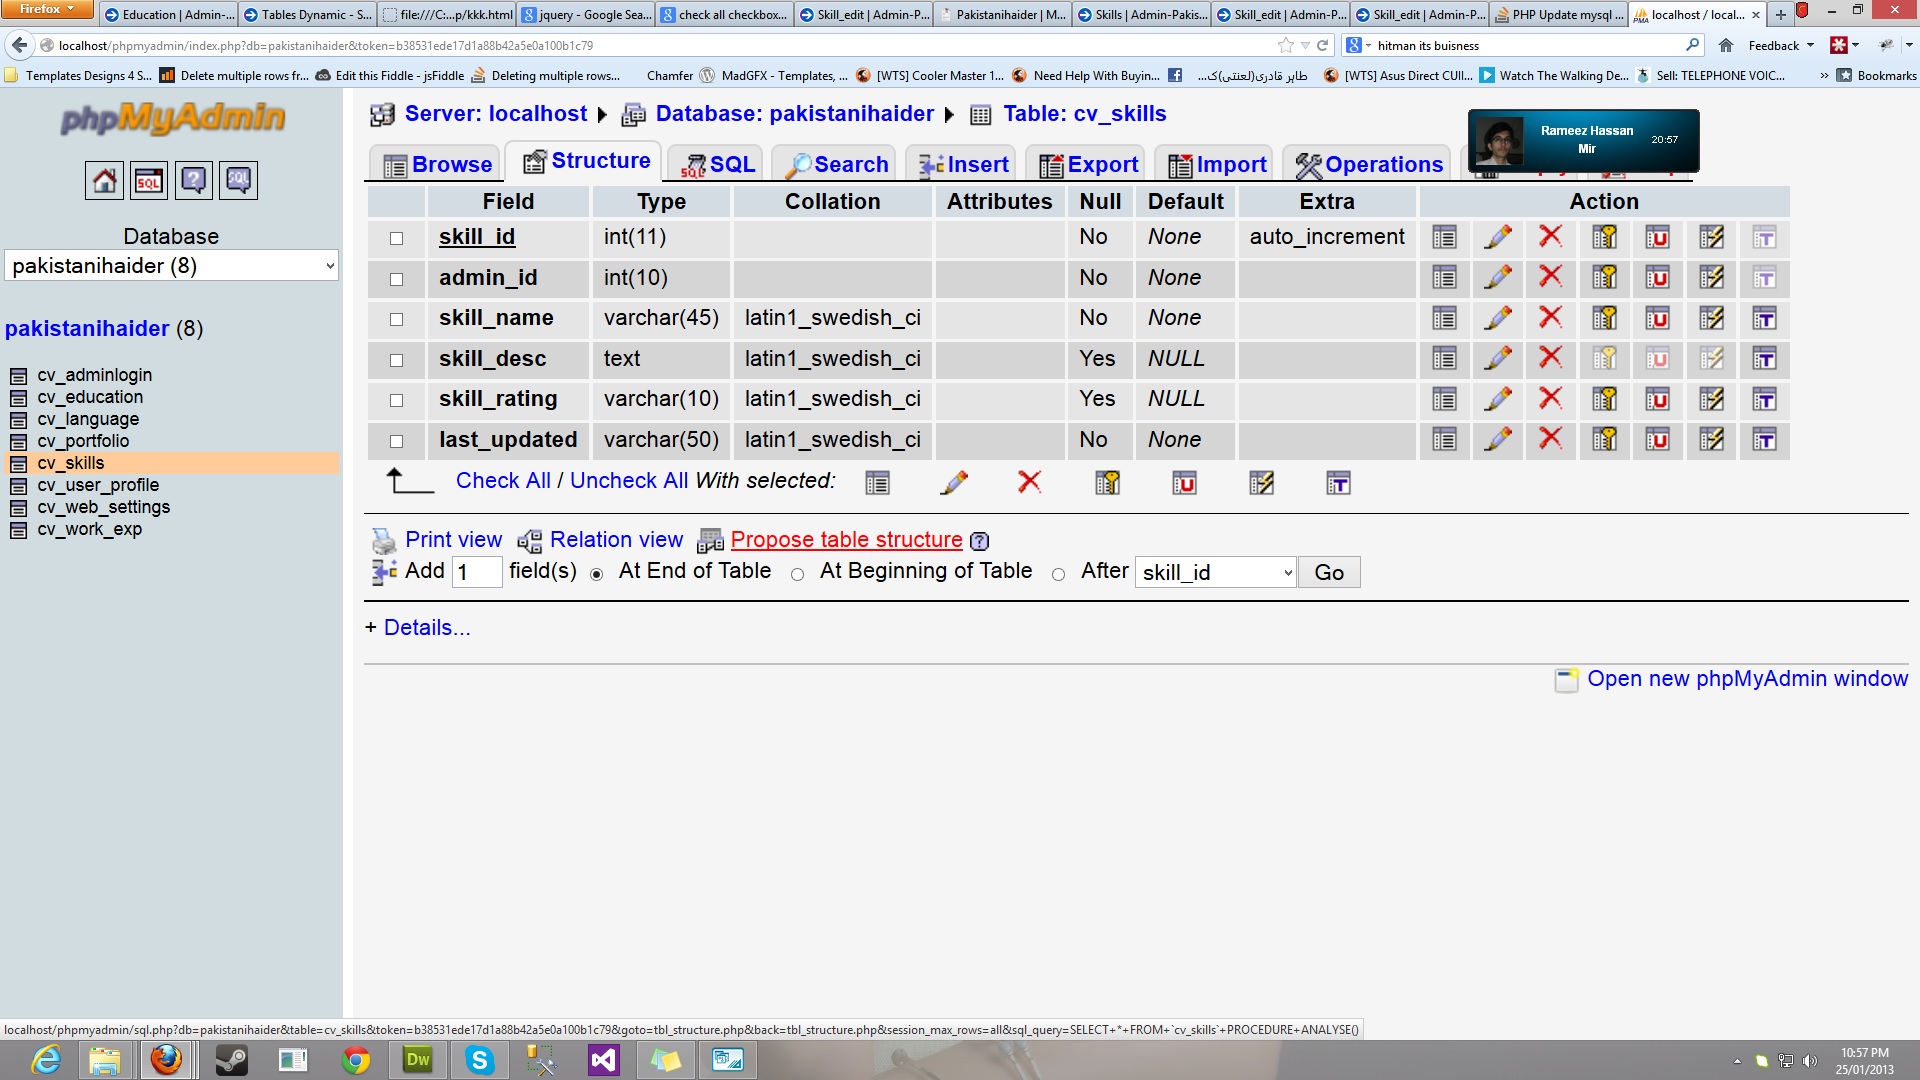 Firefox
Education | Admin-...
Tables Dynamic - S...
file:///C:...p/kkk.html
jquery - Google Sea...
check all checkbox...
Skill_edit | Admin-P...
Pakistanihaider | M...
Skills | Admin-Pakis...
Skill_edit | Admin-P...
Skill_edit | Admin-P...
PHP Update mysql ...
localhost / local...
localhost/phpmyadmin/index.php?db=pakistanihaider&token=b38531ede17d1a88b42a5e0a100b1c79
hitman its buisness
Feedback
Templates Designs 4 S...
Delete multiple rows fr...
Edit this Fiddle - jsFiddle
Deleting multiple rows...
Chamfer
MadGFX - Templates, ...
[WTS] Cooler Master 1...
Need Help With Buyin...
طاہر قادری(لعنتی)ک...
[WTS] Asus Direct CUII...
Watch The Walking De...
Sell: TELEPHONE VOIC...
»
Bookmarks
phpMyAdmin
SQL
SQL
Database
pakistanihaider (8)
pakistanihaider (8)
cv_adminlogin
cv_education
cv_language
cv_portfolio
cv_skills
cv_user_profile
cv_web_settings
cv_work_exp
Server: localhost
Database: pakistanihaider
Table: cv_skills
Browse Structure SQL Search Insert Export Import Operations
Rameez Hassan
Mir
20:57
Field Type Collation Attributes Null Default Extra Action
skill_id int(11) No None auto_increment
admin_id int(10) No None
skill_name varchar(45) latin1_swedish_ci No None
skill_desc text latin1_swedish_ci Yes NULL
skill_rating varchar(10) latin1_swedish_ci Yes NULL
last_updated varchar(50) latin1_swedish_ci No None
Check All / Uncheck All With selected:
Print view Relation view Propose table structure
Add 1 field(s) At End of Table At Beginning of Table After skill_id Go
+ Details...
Open new phpMyAdmin window
localhost/phpmyadmin/sql.php?db=pakistanihaider&table=cv_skills&token=b38531ede17d1a88b42a5e0a100b1c79&goto=tbl_structure.php&back=tbl_structure.php&session_max_rows=all&sql_query=SELECT+*+FROM+`cv_skills`+PROCEDURE+ANALYSE()
Dw
10:57 PM
25/01/2013